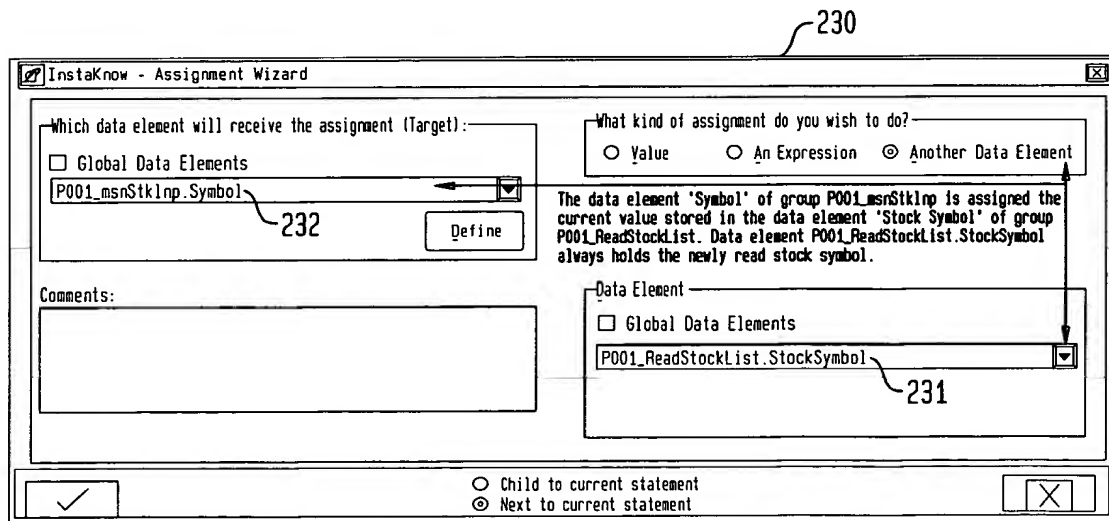 230
InstaKnow - Assignment Wizard
Which data element will receive the assignment (Target):
Global Data Elements
P001_msnStkInp.Symbol
232
Define
What kind of assignment do you wish to do?
Value
An Expression
Another Data Element
The data element 'Symbol' of group P001_msnStkInp is assigned the
current value stored in the data element 'Stock Symbol' of group
P001_ReadStockList. Data element P001_ReadStockList.StockSymbol
always holds the newly read stock symbol.
Comments:
Data Element
Global Data Elements
P001_ReadStockList.StockSymbol
231
Child to current statement
Next to current statement